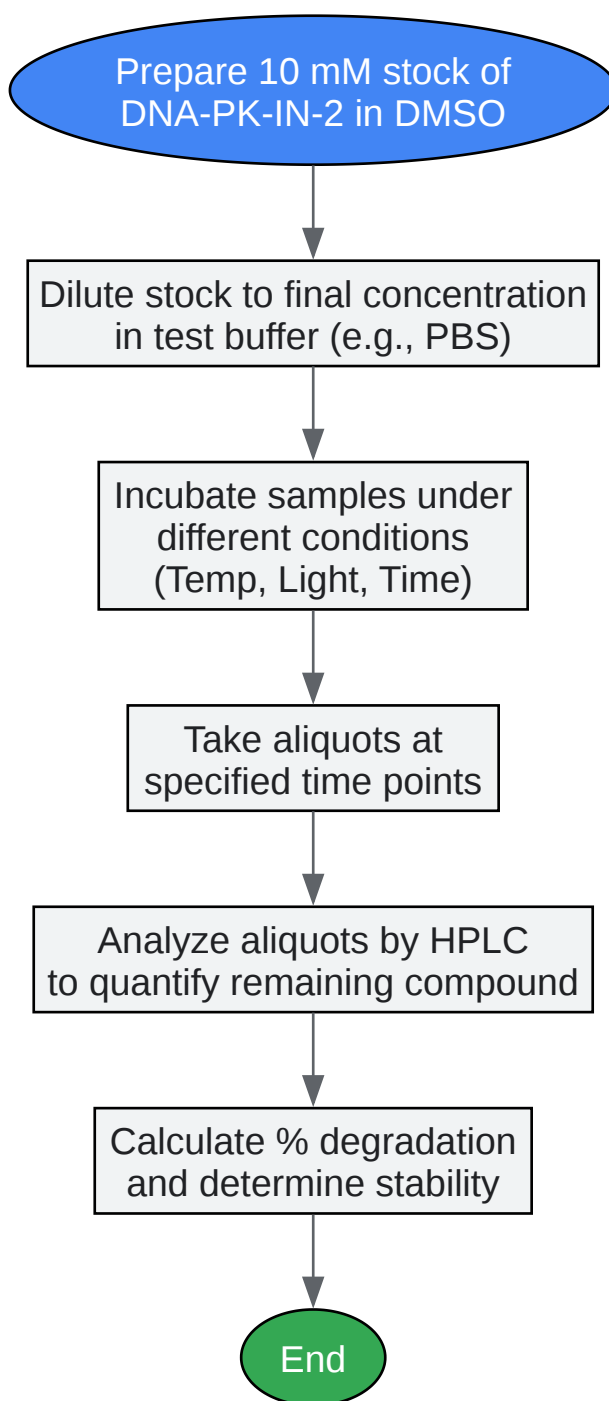 Prepare 10 mM stock of
DNA-PK-IN-2 in DMSO
Dilute stock to final concentration
in test buffer (e.g., PBS)
Incubate samples under
different conditions
(Temp, Light, Time)
Take aliquots at
specified time points
Analyze aliquots by HPLC
to quantify remaining compound
Calculate % degradation
and determine stability
End